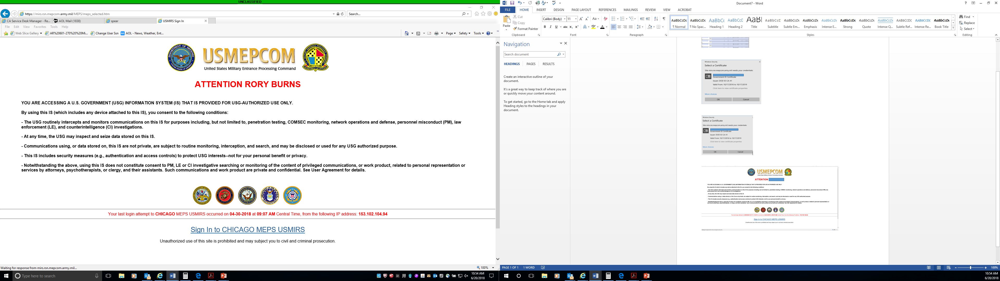 UNCLASSIFIED
https://mirs.rsn.mepcom.army.mil/MEPS/meps_selected.htm
Search...
CA Service Desk Manager - Re...
AOL Mail (1838)
spear
USMIRS Sign In
File Edit View Favorites Tools Help
Web Slice Gallery
AR%20601-270%20%20Mi...
Change User Ssn
AOL - News, Weather, Ent...
Page Safety Tools
USMEPCOM
United States Military Entrance Processing Command
ATTENTION RORY BURNS
YOU ARE ACCESSING A U.S. GOVERNMENT (USG) INFORMATION SYSTEM (IS) THAT IS PROVIDED FOR USG-AUTHORIZED USE ONLY.
By using this IS (which includes any device attached to this IS), you consent to the following conditions:
- The USG routinely intercepts and monitors communications on this IS for purposes including, but not limited to, penetration testing, COMSEC monitoring, network operations and defense, personnel misconduct (PM), law
enforcement (LE), and counterintelligence (CI) investigations.
- At any time, the USG may inspect and seize data stored on this IS.
- Communications using, or data stored on, this IS are not private, are subject to routine monitoring, interception, and search, and may be disclosed or used for any USG authorized purpose.
- This IS includes security measures (e.g., authentication and access controls) to protect USG interests--not for your personal benefit or privacy.
- Notwithstanding the above, using this IS does not constitute consent to PM, LE or CI investigative searching or monitoring of the content of privileged communications, or work product, related to personal representation or
services by attorneys, psychotherapists, or clergy, and their assistants. Such communications and work product are private and confidential. See User Agreement for details.
Your last login attempt to CHICAGO MEPS USMIRS occurred on 04-30-2018 at 09:07 AM Central Time, from the following IP address: 153.102.104.94
Sign In to CHICAGO MEPS USMIRS
Unauthorized use of this site is prohibited and may subject you to civil and criminal prosecution.
Waiting for response from mirs.rsn.mepcom.army.mil...
100%
Type here to search
10:54 AM
6/20/2018
Document7 - Word
FILE HOME INSERT DESIGN PAGE LAYOUT REFERENCES MAILINGS REVIEW VIEW ACROBAT
Paste
Cut
Copy
Format Painter
Clipboard
Calibri (Body) 11
Font
Paragraph
¶ Normal
¶ No Spac...
Heading 1
Heading 2
Title
Subtitle
Subtle Em...
Emphasis
Intense E...
Strong
Quote
Intense Q...
Subtle Ref...
Intense Re...
Book Title
Styles
Find
Replace
Select
Editing
Navigation
Search document
HEADINGS PAGES RESULTS
Create an interactive outline of your
document.
It's a great way to keep track of where you are
or quickly move your content around.
To get started, go to the Home tab and apply
Heading styles to the headings in your
document.
Windows Security
Select a Certificate
Site mirs.rsn.mepcom.army.mil needs your credentials:
Government ID Certificate
Issuer: DOD ID CA-41
Valid From: 10/17/2016 to 10/17/2019
Click here to view certificate properties
More choices
OK Cancel
Windows Security
Select a Certificate
Site mirs.rsn.mepcom.army.mil needs your credentials:
Government ID Certificate
Issuer: DOD ID CA-41
Valid From: 10/17/2016 to 10/17/2019
Click here to view certificate properties
More choices
OK Cancel
USMEPCOM
United States Military Entrance Processing Command
ATTENTION
Sign In to CHICAGO MEPS USMIRS
PAGE 1 OF 1 1 WORD
100%
10:54 AM
6/20/2018